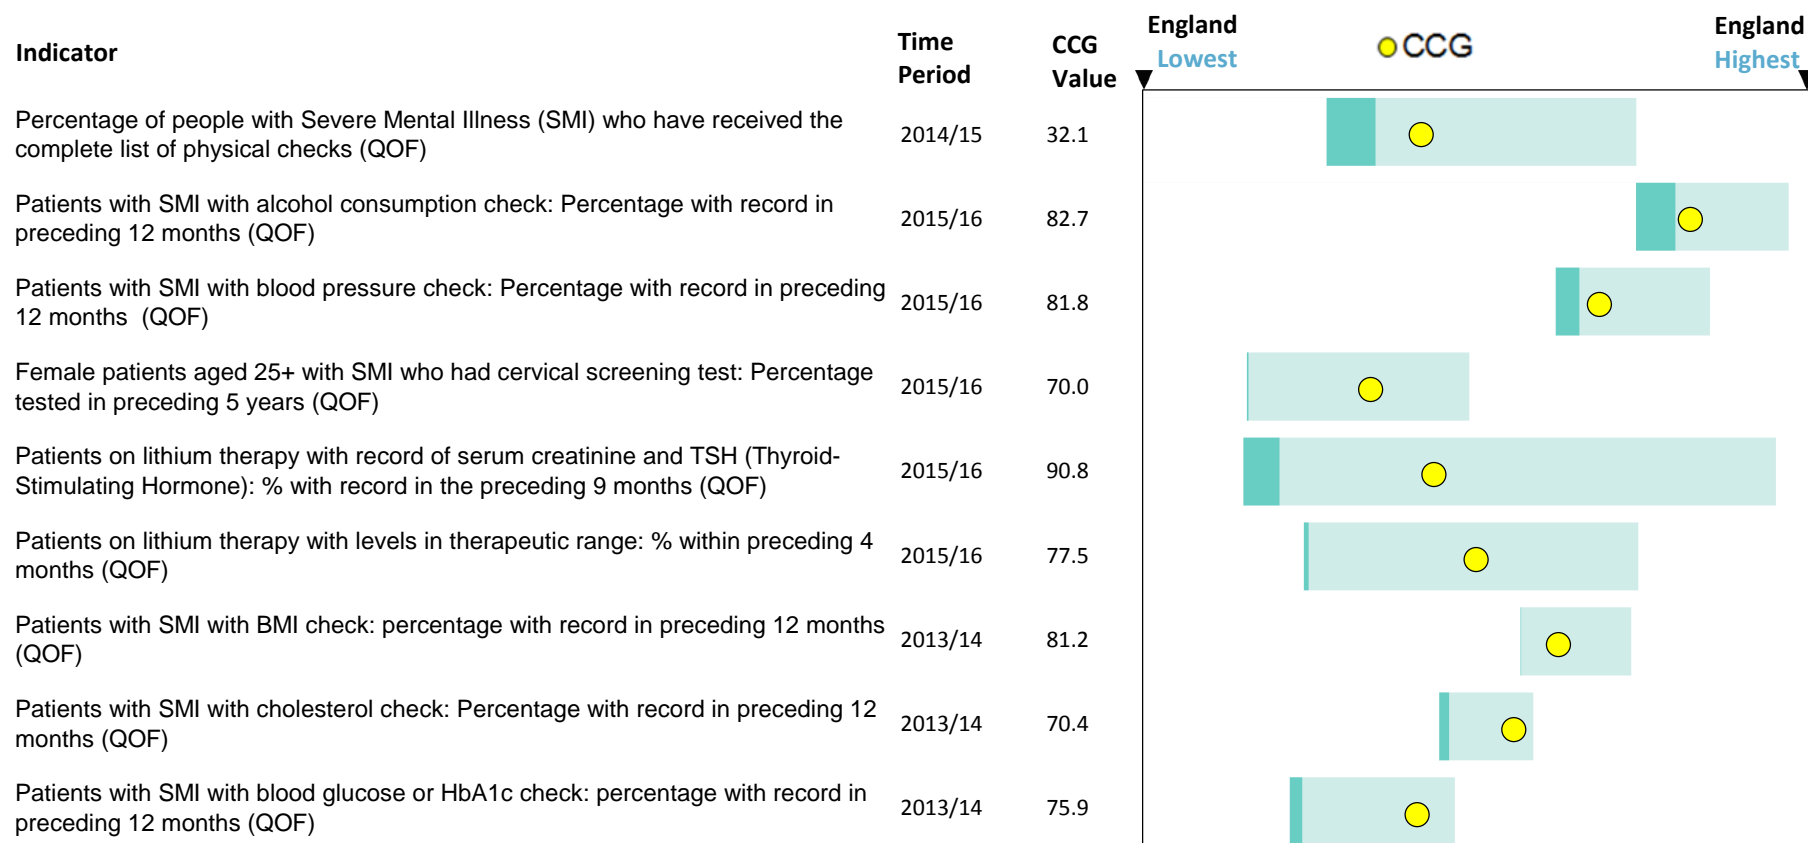 Indicator
Time
Period
CCG
Value
England
Lowest
CCG
England
Highest
Percentage of people with Severe Mental Illness (SMI) who have received the
complete list of physical checks (QOF)
2014/15
32.1
Patients with SMI with alcohol consumption check: Percentage with record in
preceding 12 months (QOF)
2015/16
82.7
Patients with SMI with blood pressure check: Percentage with record in preceding
12 months  (QOF)
2015/16
81.8
Female patients aged 25+ with SMI who had cervical screening test: Percentage
tested in preceding 5 years (QOF)
2015/16
70.0
Patients on lithium therapy with record of serum creatinine and TSH (Thyroid-
Stimulating Hormone): % with record in the preceding 9 months (QOF)
2015/16
90.8
Patients on lithium therapy with levels in therapeutic range: % within preceding 4
months (QOF)
2015/16
77.5
Patients with SMI with BMI check: percentage with record in preceding 12 months
(QOF)
2013/14
81.2
Patients with SMI with cholesterol check: Percentage with record in preceding 12
months (QOF)
2013/14
70.4
Patients with SMI with blood glucose or HbA1c check: percentage with record in
preceding 12 months (QOF)
2013/14
75.9